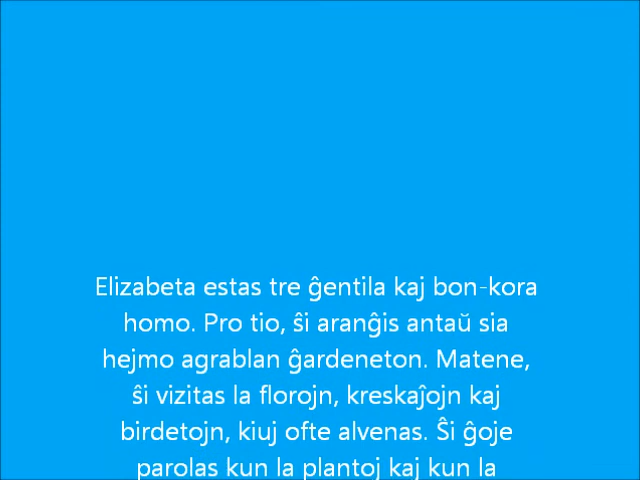 Elizabeta estas tre ĝentila kaj bon-kora
homo. Pro tio, ŝi aranĝis antaŭ sia
hejmo agrablan ĝardeneton. Matene,
ŝi vizitas la florojn, kreskaĵojn kaj
birdetojn, kiuj ofte alvenas. Ŝi ĝoje
parolas kun la plantoj kaj kun la